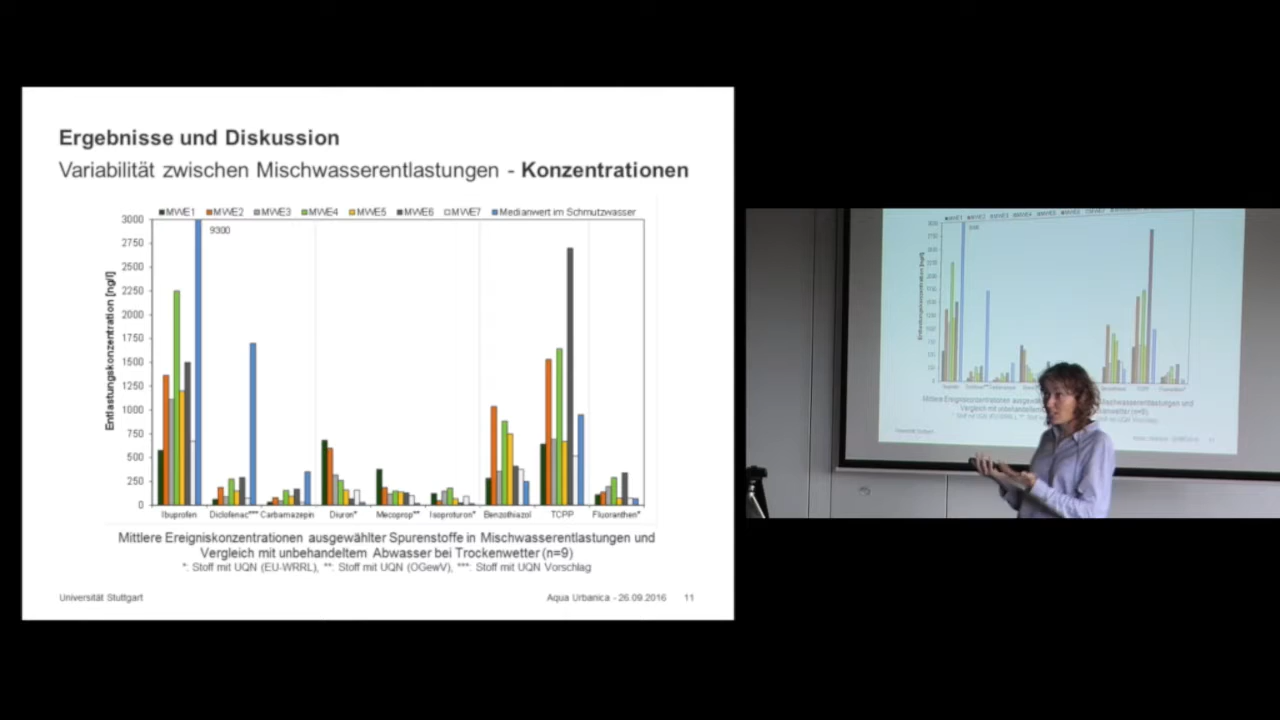 Ergebnisse und Diskussion
Variabilität zwischen Mischwasserentlastungen - Konzentrationen
MWE1 MWE2 MWE3 MWE4 MWE5 MWE6 MWE7 Medianwert im Schmutzwasser
3000
9300
2750
2500
2250
2000
1750
1500
1250
1000
750
500
250
0
Entlastungskonzentration [ng/l]
Ibuprofen Diclofenac*** Carbamazepin Diuron* Mecoprop** Isoproturon* Benzothiazol TCPP Fluoranthen*
Mittlere Ereigniskonzentrationen ausgewählter Spurenstoffe in Mischwasserentlastungen und
Vergleich mit unbehandeltem Abwasser bei Trockenwetter (n=9)
*: Stoff mit UQN (EU-WRRL), **: Stoff mit UQN (OGewV), ***: Stoff mit UQN Vorschlag
Universität Stuttgart
Aqua Urbanica - 26.09.2016 11